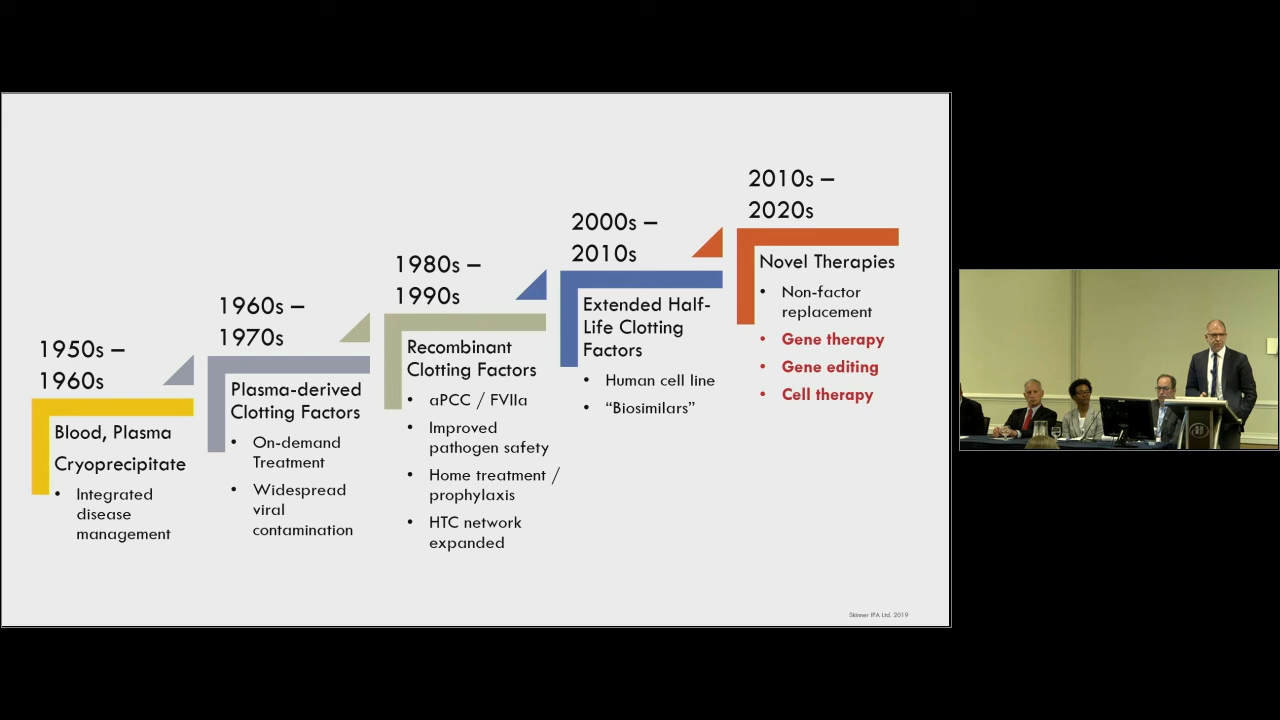 1950s –
1960s
Blood, Plasma
Cryoprecipitate
• Integrated
disease
management
1960s –
1970s
Plasma-derived
Clotting Factors
• On-demand
Treatment
• Widespread
viral
contamination
1980s –
1990s
Recombinant
Clotting Factors
• aPCC / FVIIa
• Improved
pathogen safety
• Home treatment /
prophylaxis
• HTC network
expanded
2000s –
2010s
Extended Half-
Life Clotting
Factors
• Human cell line
• “Biosimilars”
2010s –
2020s
Novel Therapies
• Non-factor
replacement
• Gene therapy
• Gene editing
• Cell therapy
Skinner IPA Ltd. 2019